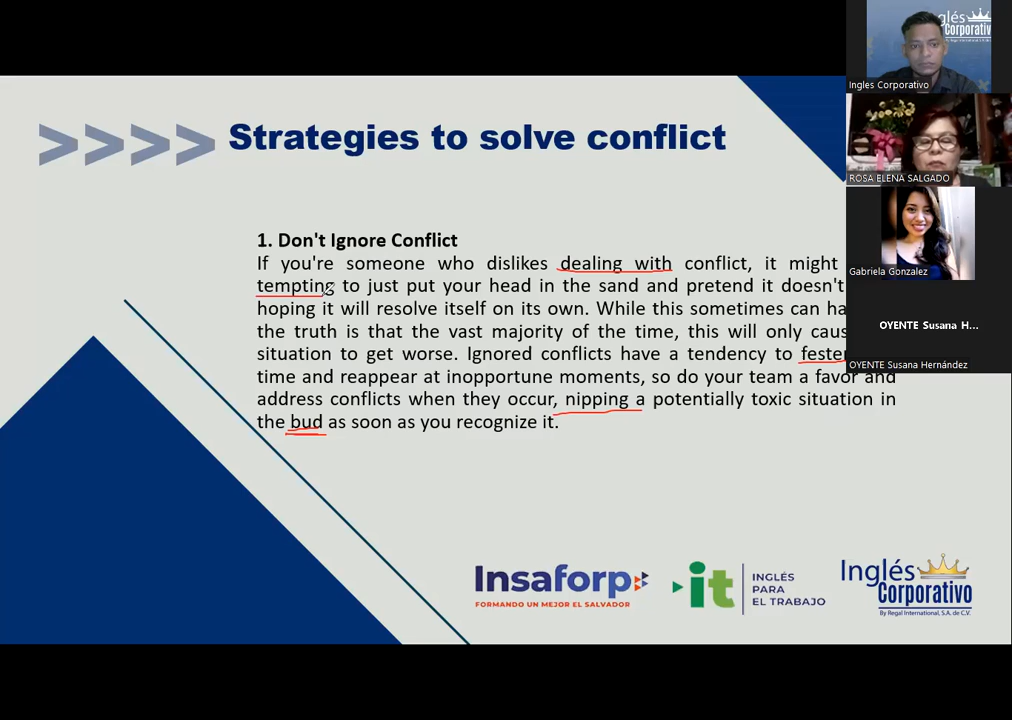 glés
Corporativo
Ingles Corporativo
ROSA ELENA SALGADO
Gabriela Gonzalez
OYENTE Susana H...
OYENTE Susana Hernández
>>>> Strategies to solve conflict
1. Don't Ignore Conflict
If you're someone who dislikes dealing with conflict, it might
tempting to just put your head in the sand and pretend it doesn't
hoping it will resolve itself on its own. While this sometimes can ha
the truth is that the vast majority of the time, this will only caus
situation to get worse. Ignored conflicts have a tendency to feste
time and reappear at inopportune moments, so do your team a favor and
address conflicts when they occur, nipping a potentially toxic situation in
the bud as soon as you recognize it.
Insaforp
FORMANDO UN MEJOR EL SALVADOR
it
INGLÉS
PARA
EL TRABAJO
Inglés
Corporativo
By Regal International, S.A. de C.V.